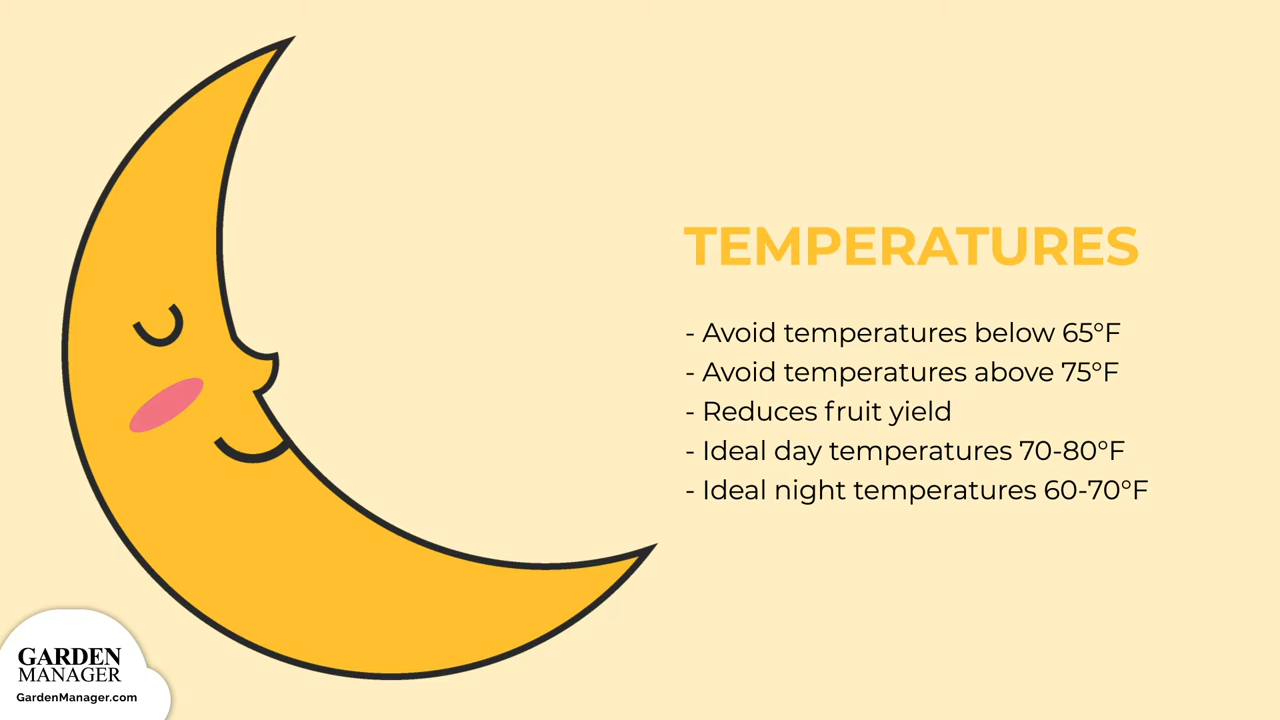 TEMPERATURES
- Avoid temperatures below 65°F
- Avoid temperatures above 75°F
- Reduces fruit yield
- Ideal day temperatures 70-80°F
- Ideal night temperatures 60-70°F
GARDEN
MANAGER
GardenManager.com